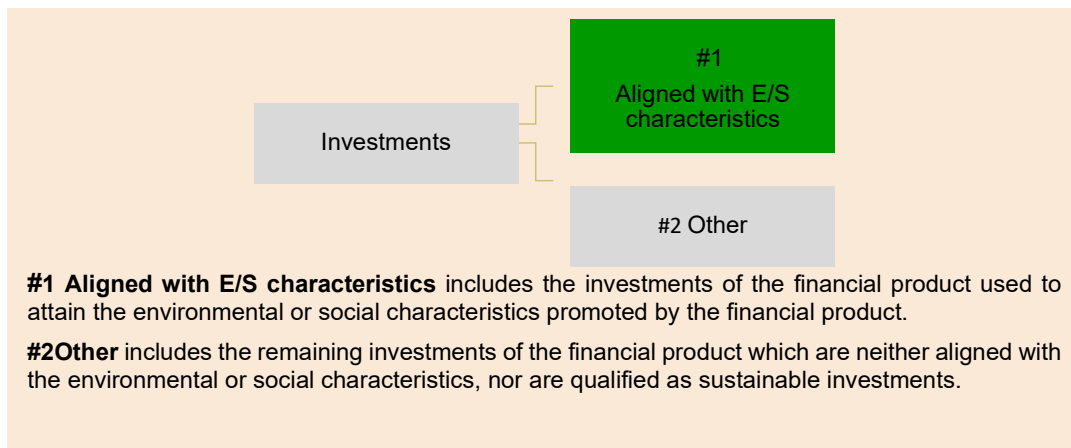 #1
Aligned with E/S
characteristics
Investments
#2 Other
#1 Aligned with E/S characteristics includes the investments of the financial product used to
attain the environmental or social characteristics promoted by the financial product.
#2Other includes the remaining investments of the financial product which are neither aligned with
the environmental or social characteristics, nor are qualified as sustainable investments.